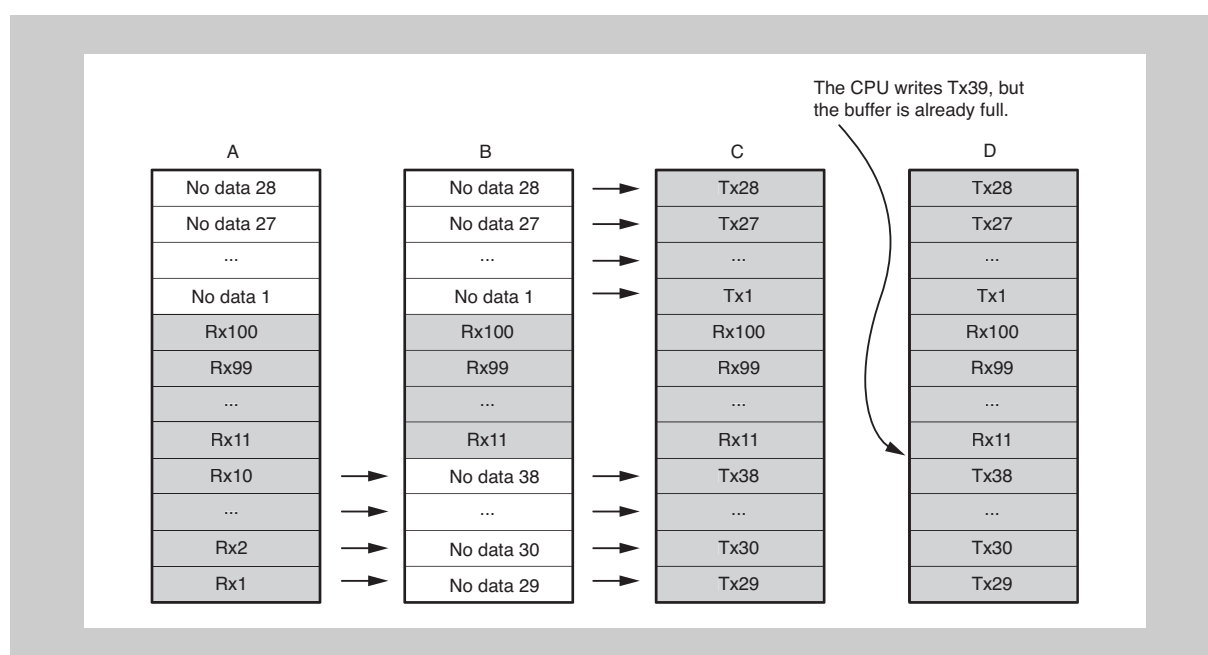 The CPU writes Tx39, but
the buffer is already full.
A
No data 28
No data 27
...
No data 1
Rx100
Rx99
...
Rx11
Rx10
...
Rx2
Rx1
B
No data 28
No data 27
...
No data 1
Rx100
Rx99
...
Rx11
No data 38
...
No data 30
No data 29
C
Tx28
Tx27
...
Tx1
Rx100
Rx99
...
Rx11
Tx38
...
Tx30
Tx29
D
Tx28
Tx27
...
Tx1
Rx100
Rx99
...
Rx11
Tx38
...
Tx30
Tx29